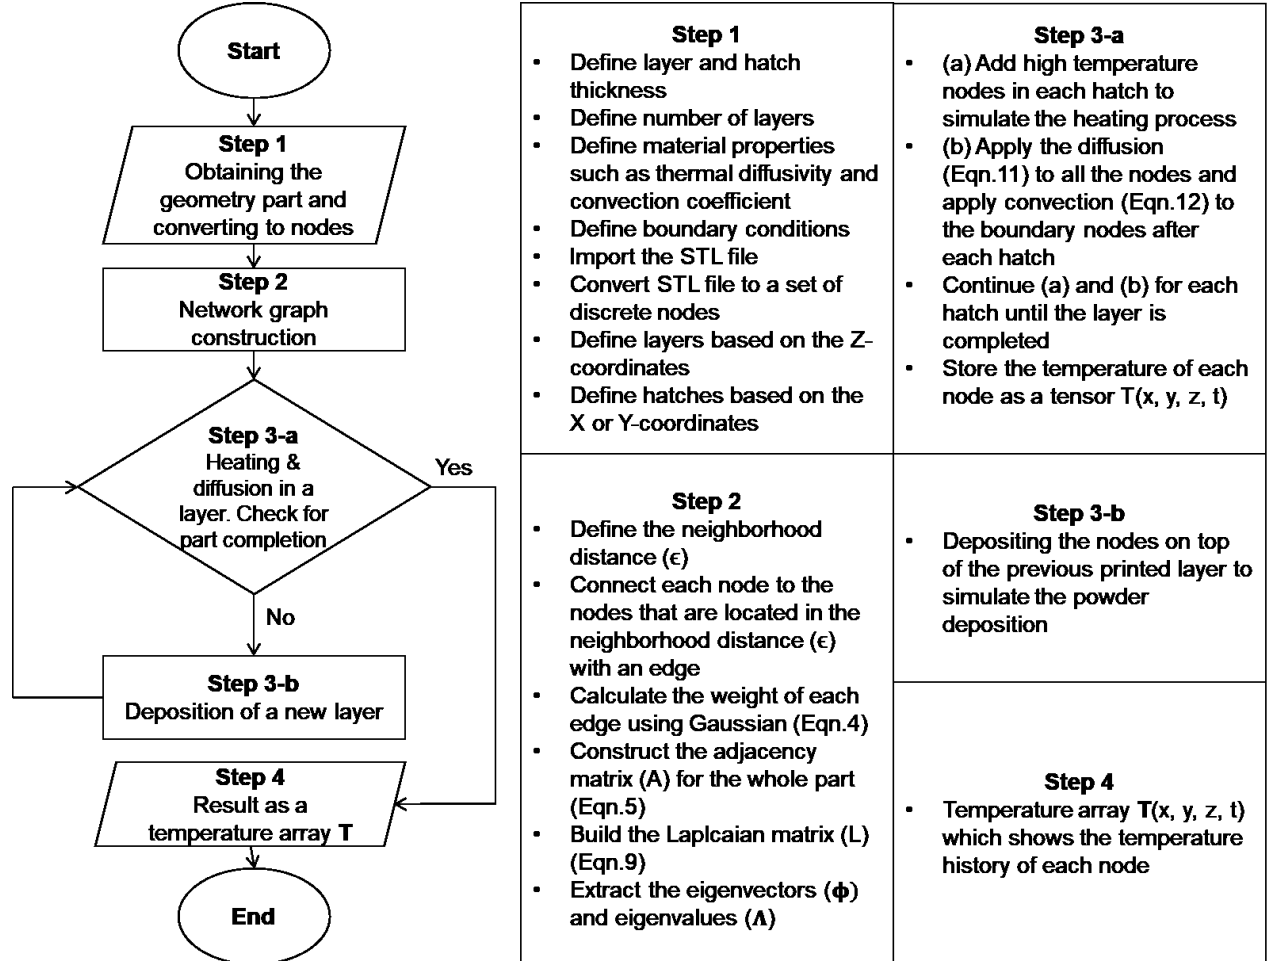 Start
Step 1
Obtaining the
geometry part and
converting to nodes
Step 2
Network graph
construction
Step 3-a
Heating &
diffusion in a
layer. Check for
part completion
Yes
No
Step 3-b
Deposition of a new layer
Step 4
Result as a
temperature array T
End
Step 1
▪ Define layer and hatch
thickness
▪ Define number of layers
▪ Define material properties
such as thermal diffusivity and
convection coefficient
▪ Define boundary conditions
▪ Import the STL file
▪ Convert STL file to a set of
discrete nodes
▪ Define layers based on the Z-
coordinates
▪ Define hatches based on the
X or Y-coordinates
Step 2
▪ Define the neighborhood
distance (ϵ)
▪ Connect each node to the
nodes that are located in the
neighborhood distance (ϵ)
with an edge
▪ Calculate the weight of each
edge using Gaussian (Eqn.4)
▪ Construct the adjacency
matrix (A) for the whole part
(Eqn.5)
▪ Build the Laplcaian matrix (L)
(Eqn.9)
▪ Extract the eigenvectors (ϕ)
and eigenvalues (Λ)
Step 3-a
▪ (a) Add high temperature
nodes in each hatch to
simulate the heating process
▪ (b) Apply the diffusion
(Eqn.11) to all the nodes and
apply convection (Eqn.12) to
the boundary nodes after
each hatch
▪ Continue (a) and (b) for each
hatch until the layer is
completed
▪ Store the temperature of each
node as a tensor T(x, y, z, t)
Step 3-b
▪ Depositing the nodes on top
of the previous printed layer to
simulate the powder
deposition
Step 4
▪ Temperature array T(x, y, z, t)
which shows the temperature
history of each node